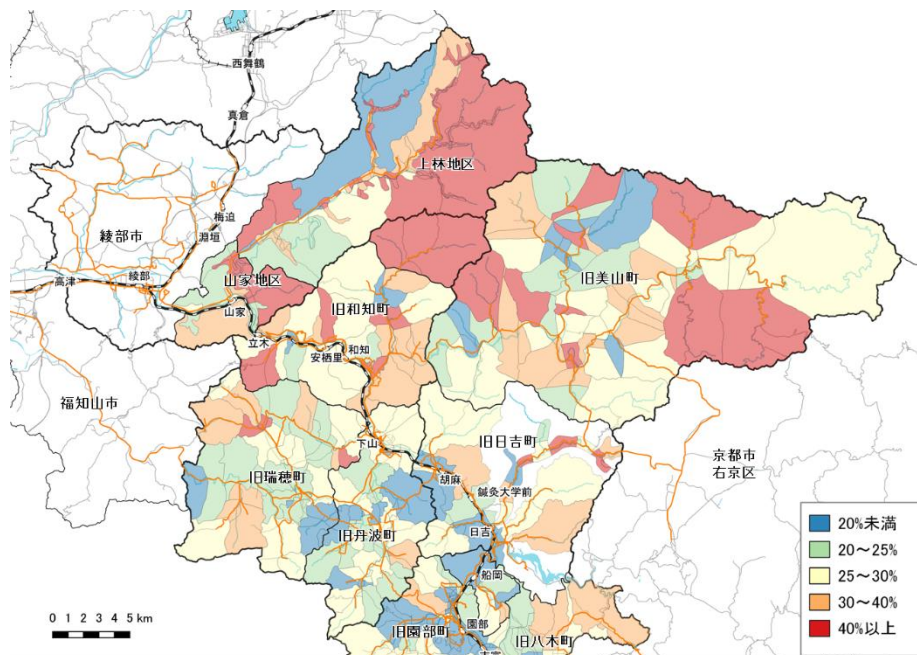 西舞鶴
真倉
上林地区
梅迫
綾部市
淵垣
高津
綾部
山家地区
旧美山町
山家
旧和知町
立木
安栖里
和知
福知山市
下山
旧日吉町
京都市
右京区
旧瑞穂町
胡麻
鍼灸大学前
旧丹波町
日吉
船岡
旧園部町
園部
旧八木町
20%未満
20～25%
25～30%
30～40%
40%以上
0 1 2 3 4 5 km